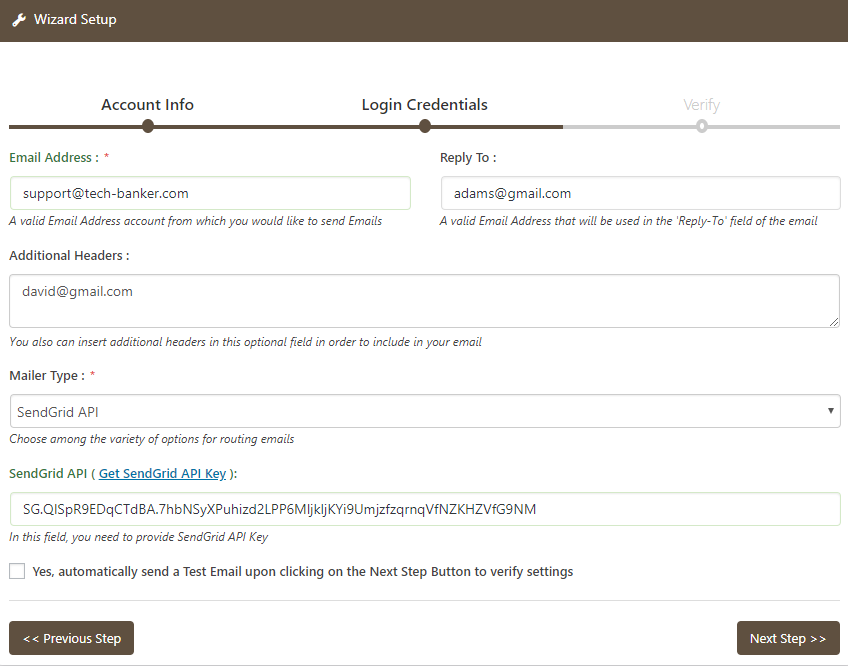 Wizard Setup
Account Info
Login Credentials
Verify
Email Address : *
Reply To :
support@tech-banker.com
adams@gmail.com
A valid Email Address account from which you would like to send Emails
A valid Email Address that will be used in the 'Reply-To' field of the email
Additional Headers :
david@gmail.com
You also can insert additional headers in this optional field in order to include in your email
Mailer Type : *
SendGrid API
Choose among the variety of options for routing emails
SendGrid API ( Get SendGrid API Key ):
SG.QISpR9EDqCTdBA.7hbNSyXPuhizd2LPP6MIjkljKYi9UmjzfzqrnqVfNZKHZVfG9NM
In this field, you need to provide SendGrid API Key
Yes, automatically send a Test Email upon clicking on the Next Step Button to verify settings
<< Previous Step
Next Step >>